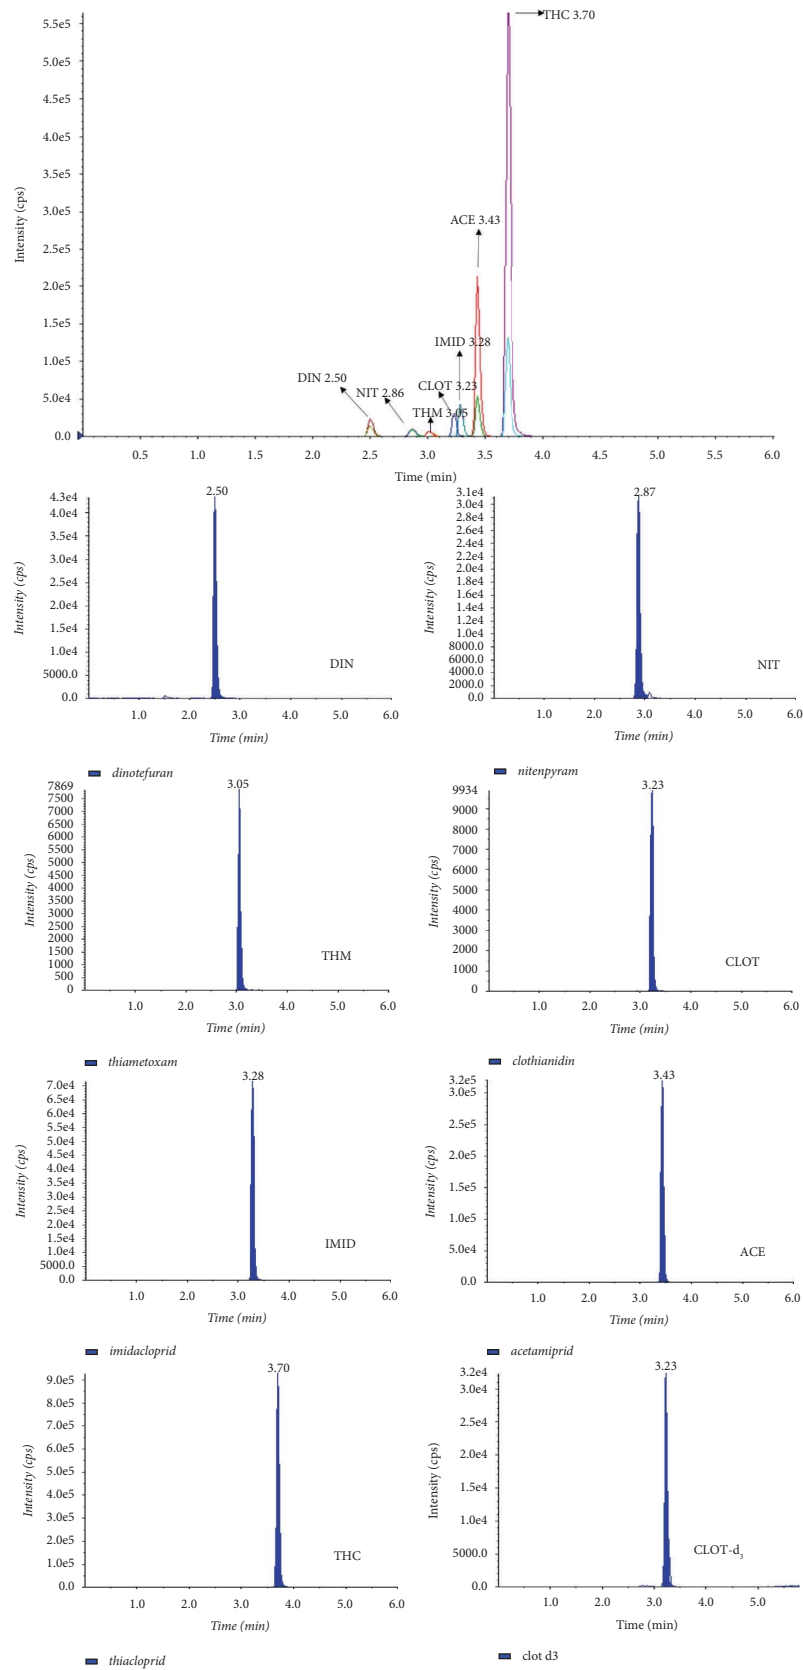 5.5e5
THC 3.70
5.0e5
4.5e5
4.0e5
3.5e5
3.0e5
2.5e5
2.0e5
1.5e5
1.0e5
5.0e4
0.0
Intensity (cps)
ACE 3.43
IMID 3.28
DIN 2.50
NIT 2.86
CLOT 3.23
THM 3.05
0.5 1.0 1.5 2.0 2.5 3.0 3.5 4.0 4.5 5.0 5.5 6.0
Time (min)
2.50
4.3e4
4.0e4
3.5e4
3.0e4
2.5e4
2.0e4
1.5e4
1.0e4
5000.0
0.0
Intensity (cps)
DIN
1.0 2.0 3.0 4.0 5.0 6.0
Time (min)
dinotefuran
2.87
3.1e4
3.0e4
2.8e4
2.6e4
2.4e4
2.2e4
2.0e4
1.8e4
1.6e4
1.4e4
1.2e4
1.0e4
8000.0
6000.0
4000.0
2000.0
0.0
Intensity (cps)
NIT
1.0 2.0 3.0 4.0 5.0 6.0
Time (min)
nitenpyram
3.05
7869
7500
7000
6500
6000
5500
5000
4500
4000
3500
3000
2500
2000
1500
1000
500
0
Intensity (cps)
THM
1.0 2.0 3.0 4.0 5.0 6.0
Time (min)
thiametoxam
3.23
9934
9000
8000
7000
6000
5000
4000
3000
2000
1000
0
Intensity (cps)
CLOT
1.0 2.0 3.0 4.0 5.0 6.0
Time (min)
clothianidin
3.28
7.0e4
6.5e4
6.0e4
5.5e4
5.0e4
4.5e4
4.0e4
3.5e4
3.0e4
2.5e4
2.0e4
1.5e4
1.0e4
5000.0
0.0
Intensity (cps)
IMID
1.0 2.0 3.0 4.0 5.0 6.0
Time (min)
imidacloprid
3.43
3.2e5
3.0e5
2.5e5
2.0e5
1.5e5
1.0e5
5.0e4
0.0
Intensity (cps)
ACE
1.0 2.0 3.0 4.0 5.0 6.0
Time (min)
acetamiprid
3.70
9.0e5
8.0e5
7.0e5
6.0e5
5.0e5
4.0e5
3.0e5
2.0e5
1.0e5
0.0
Intensity (cps)
THC
1.0 2.0 3.0 4.0 5.0 6.0
Time (min)
thiacloprid
3.23
3.2e4
3.0e4
2.5e4
2.0e4
1.5e4
1.0e4
5000.0
0.0
Intensity (cps)
CLOT-d3
1.0 2.0 3.0 4.0 5.0
Time (min)
clot d3